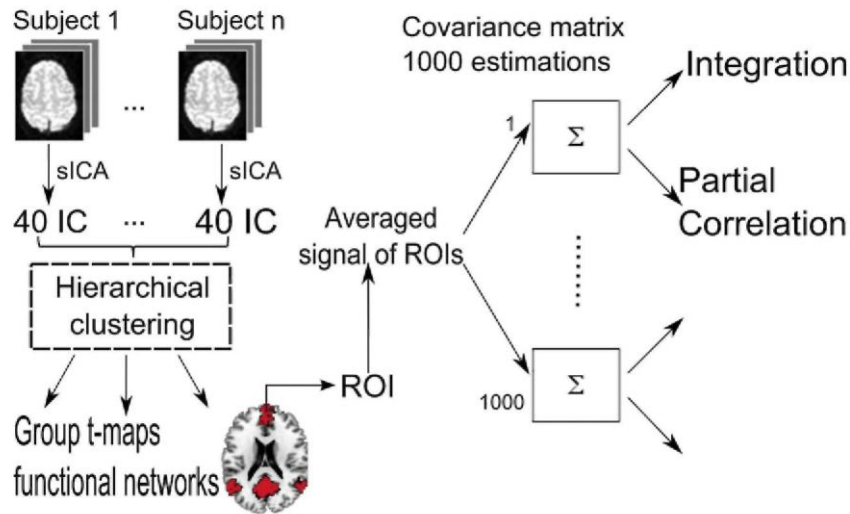 Subject 1
Subject n
...
sICA
sICA
40 IC
...
40 IC
Hierarchical
clustering
Group t-maps
functional networks
ROI
Averaged
signal of ROIs
Covariance matrix
1000 estimations
1
Σ
Integration
Partial
Correlation
1000
Σ